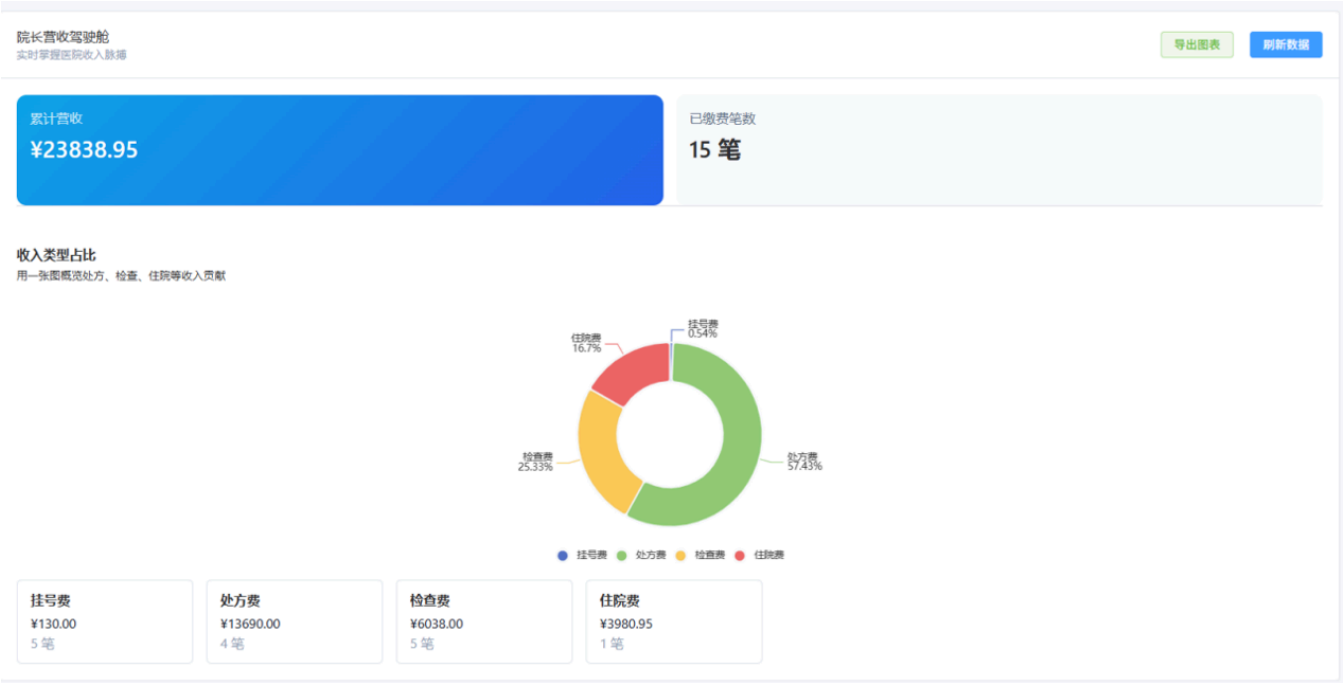 院长营收驾驶舱
实时掌握医院收入脉搏
导出图表
刷新数据
累计营收
¥23838.95
已缴费笔数
15 笔
收入类型占比
用一张图概览处方、检查、住院等收入贡献
挂号费
0.54%
住院费
16.7%
检查费
25.33%
处方费
57.43%
挂号费 处方费 检查费 住院费
挂号费
¥130.00
5 笔
处方费
¥13690.00
4 笔
检查费
¥6038.00
5 笔
住院费
¥3980.95
1 笔